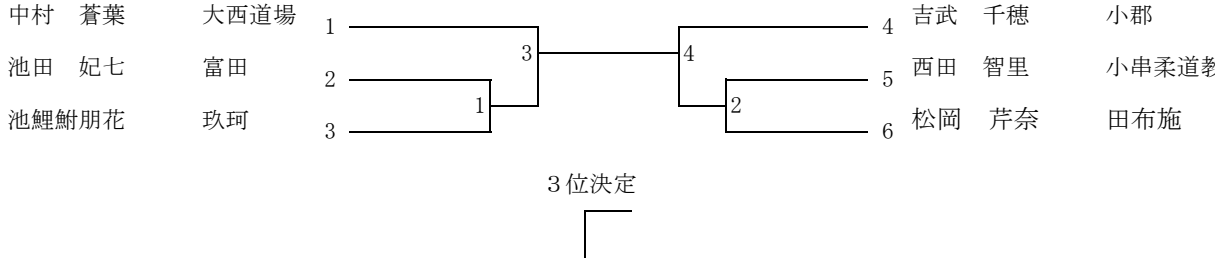 中村　蒼葉　大西道場　1　3　4　4　吉武　千穂　小郡
池田　妃七　富田　2　5　西田　智里　小串柔道教
1　2
池鯉鮒朋花　玖珂　3　6　松岡　芹奈　田布施
３位決定